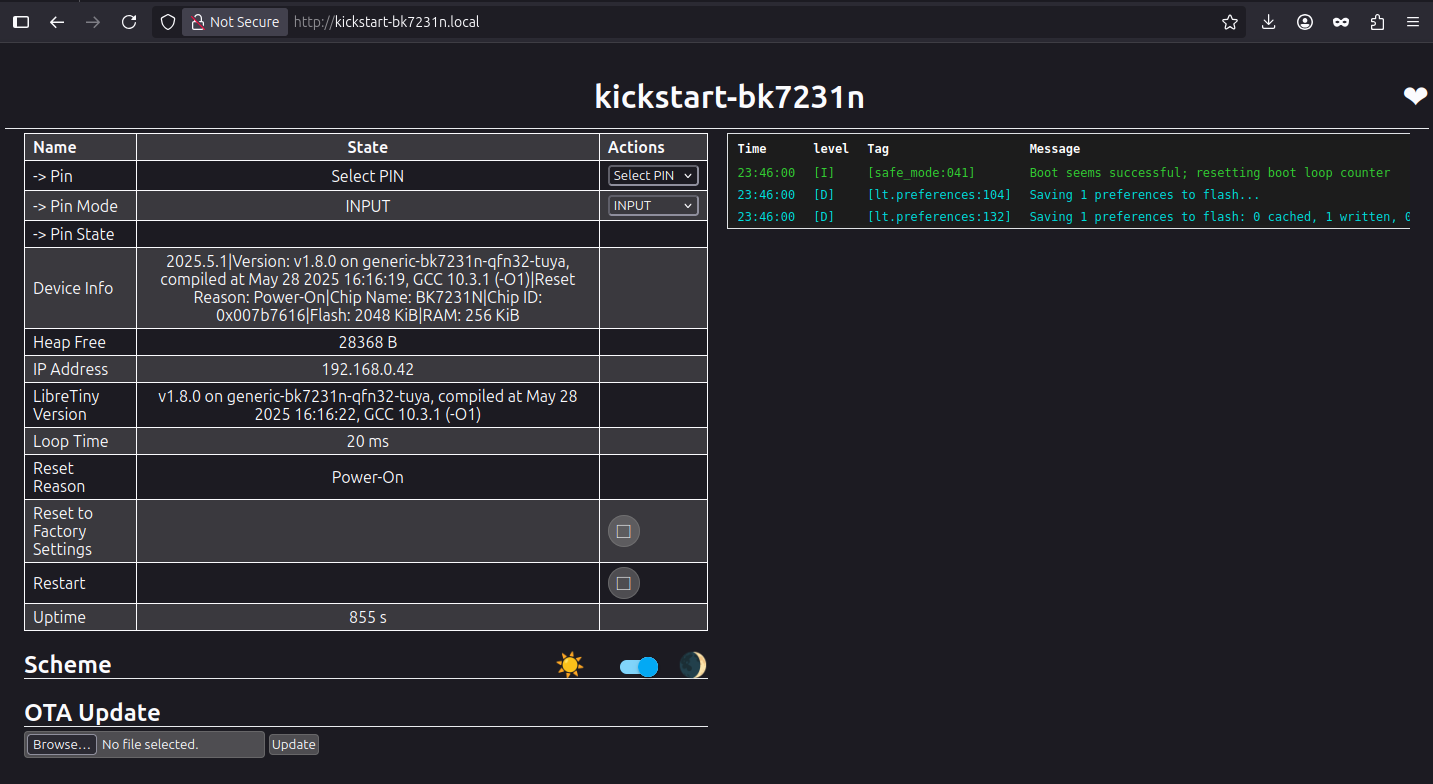 Not Secure http://kickstart-bk7231n.local
kickstart-bk7231n
Name State Actions
-> Pin Select PIN Select PIN
-> Pin Mode INPUT INPUT
-> Pin State
Device Info
2025.5.1|Version: v1.8.0 on generic-bk7231n-qfn32-tuya,
compiled at May 28 2025 16:16:19, GCC 10.3.1 (-O1)|Reset
Reason: Power-On|Chip Name: BK7231N|Chip ID:
0x007b7616|Flash: 2048 KiB|RAM: 256 KiB
Heap Free 28368 B
IP Address 192.168.0.42
LibreTiny
Version
v1.8.0 on generic-bk7231n-qfn32-tuya, compiled at May 28
2025 16:16:22, GCC 10.3.1 (-O1)
Loop Time 20 ms
Reset
Reason
Power-On
Reset to
Factory
Settings
Restart
Uptime 855 s
Scheme
OTA Update
Browse... No file selected. Update
Time level Tag Message
23:46:00 [I] [safe_mode:041] Boot seems successful; resetting boot loop counter
23:46:00 [D] [lt.preferences:104] Saving 1 preferences to flash...
23:46:00 [D] [lt.preferences:132] Saving 1 preferences to flash: 0 cached, 1 written,